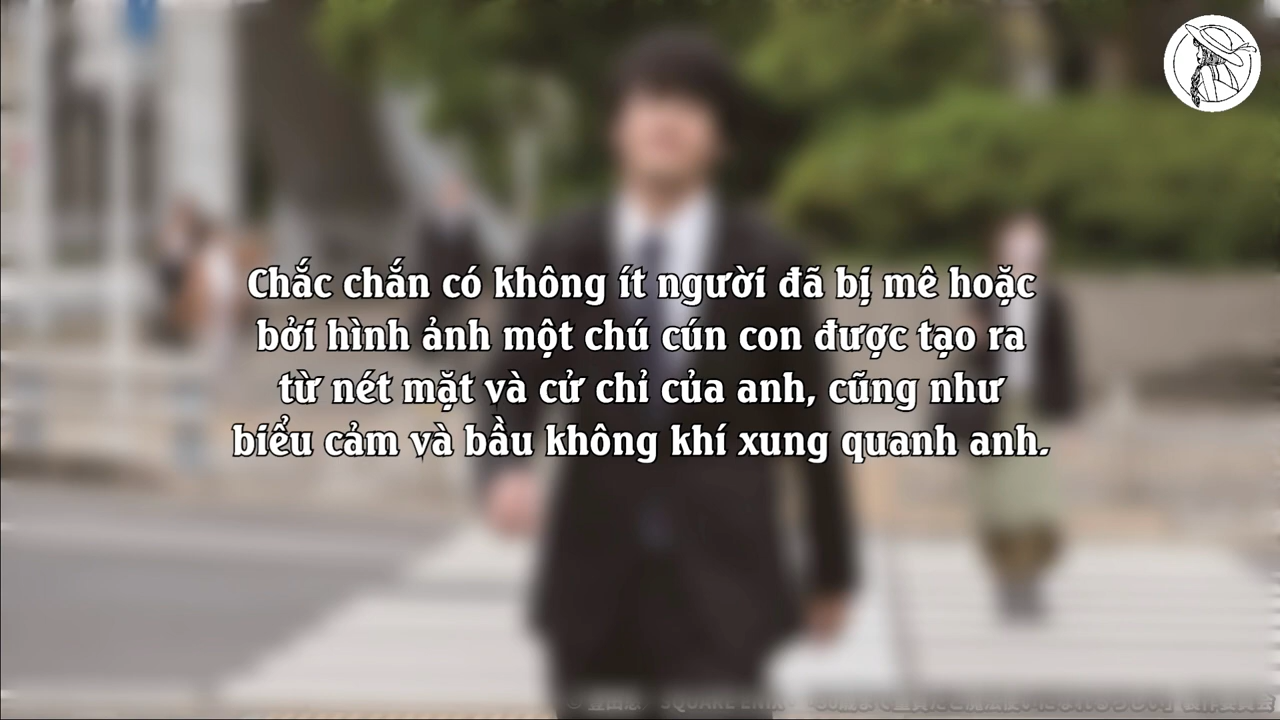 Chắc chắn có không ít người đã bị mê hoặc
bởi hình ảnh một chú cún con được tạo ra
từ nét mặt và cử chỉ của anh, cũng như
biểu cảm và bầu không khí xung quanh anh.
SQUARE ENIX